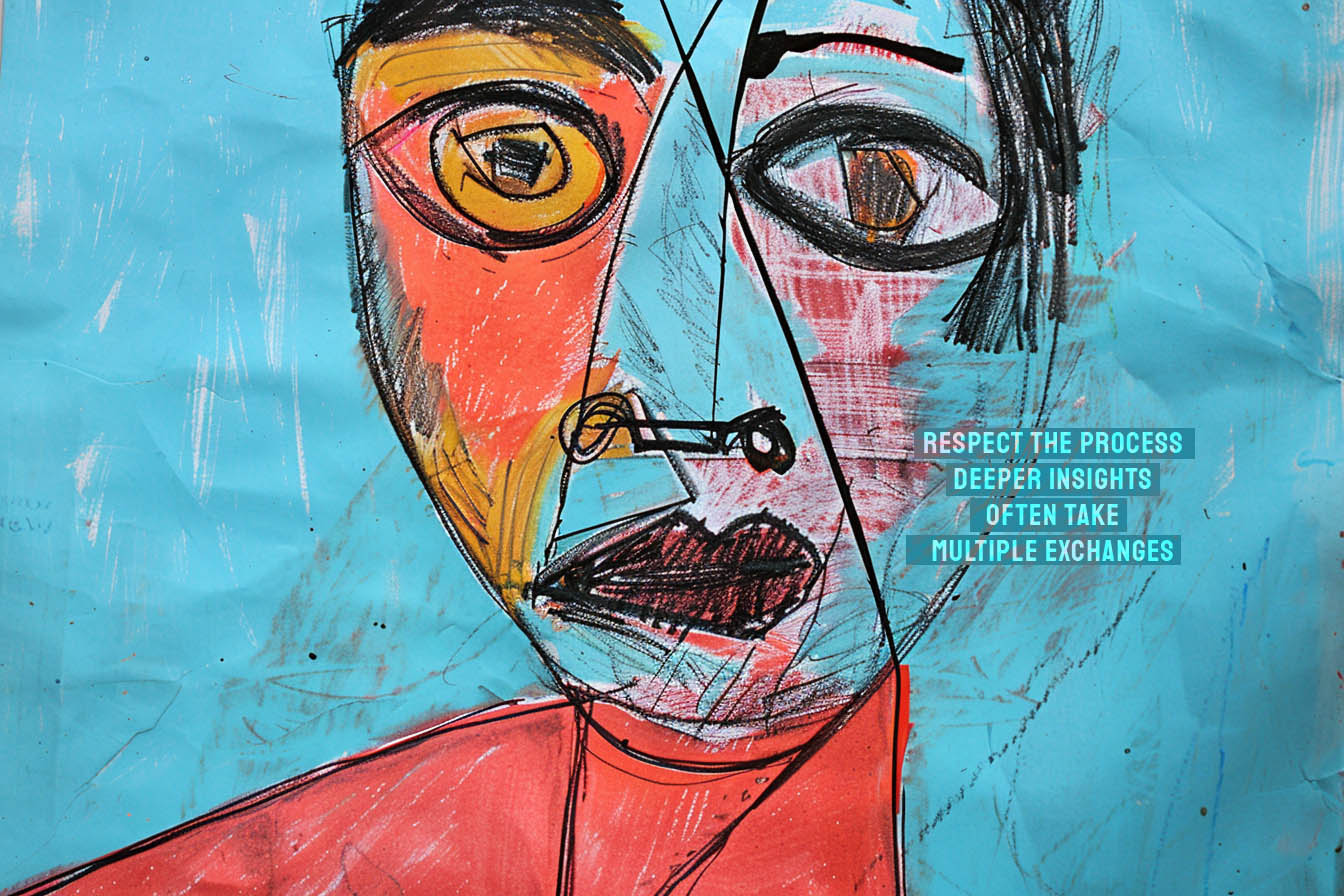 RESPECT THE PROCESS
DEEPER INSIGHTS
OFTEN TAKE
MULTIPLE EXCHANGES